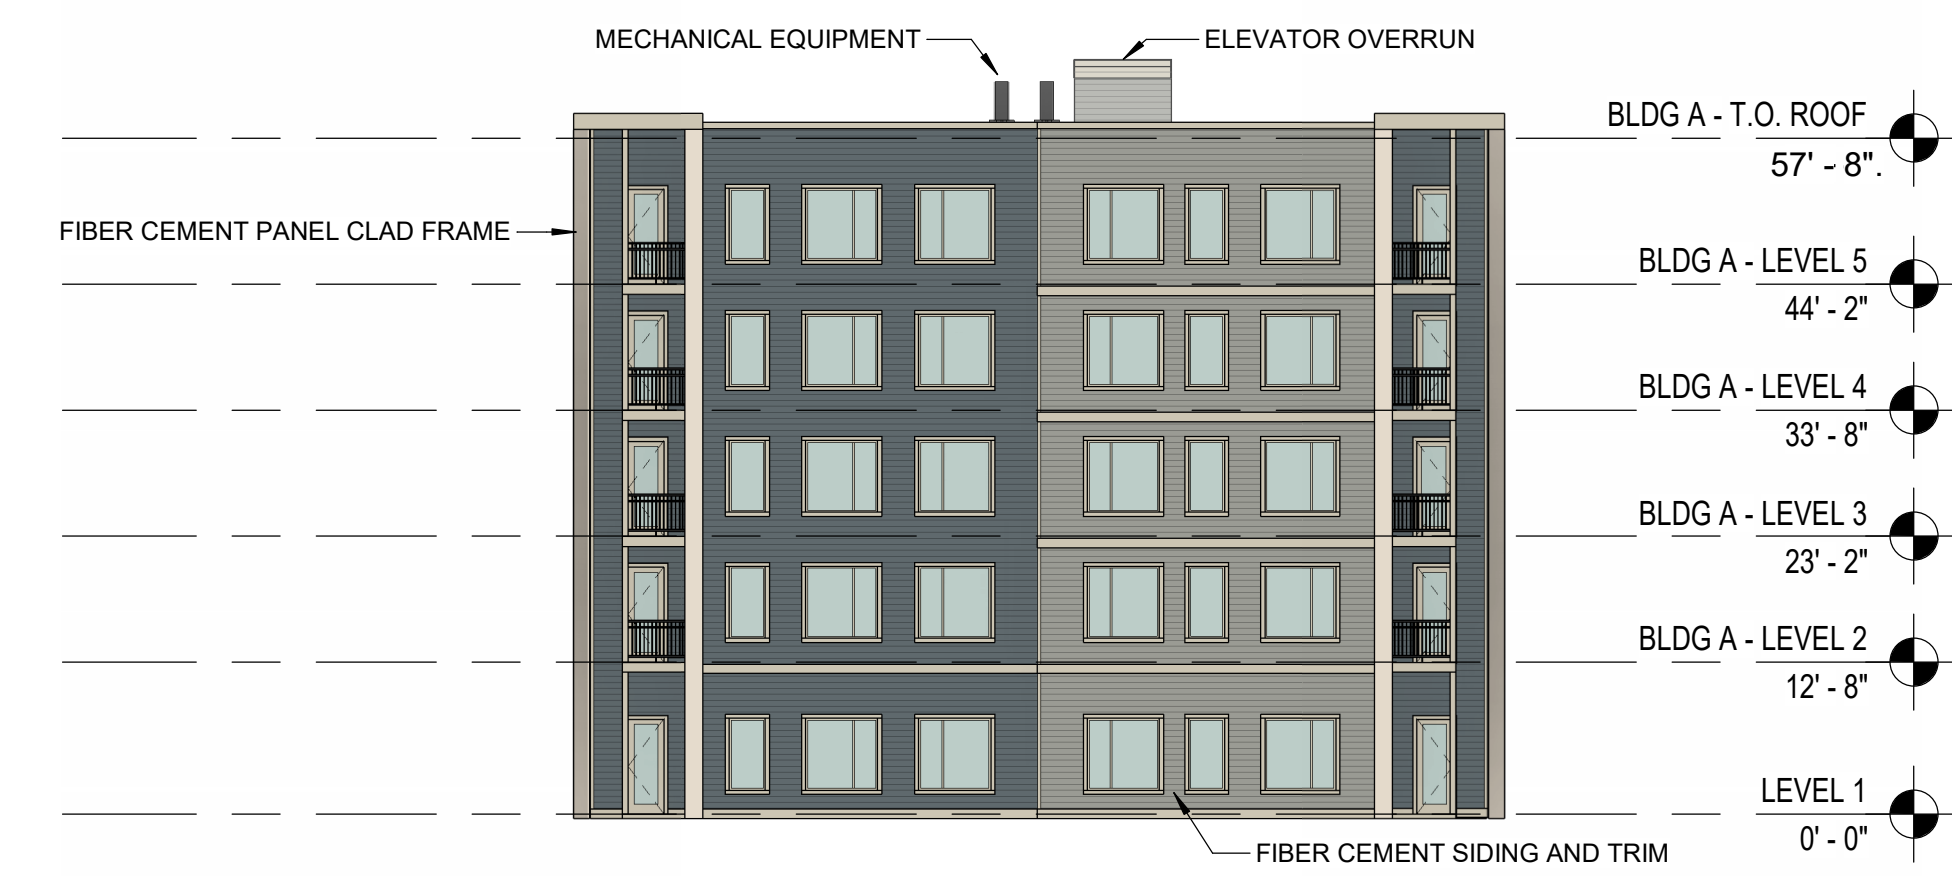 MECHANICAL EQUIPMENT
ELEVATOR OVERRUN
BLDG A - T.O. ROOF
57' - 8".
FIBER CEMENT PANEL CLAD FRAME
BLDG A - LEVEL 5
44' - 2"
BLDG A - LEVEL 4
33' - 8"
BLDG A - LEVEL 3
23' - 2"
BLDG A - LEVEL 2
12' - 8"
LEVEL 1
0' - 0"
FIBER CEMENT SIDING AND TRIM